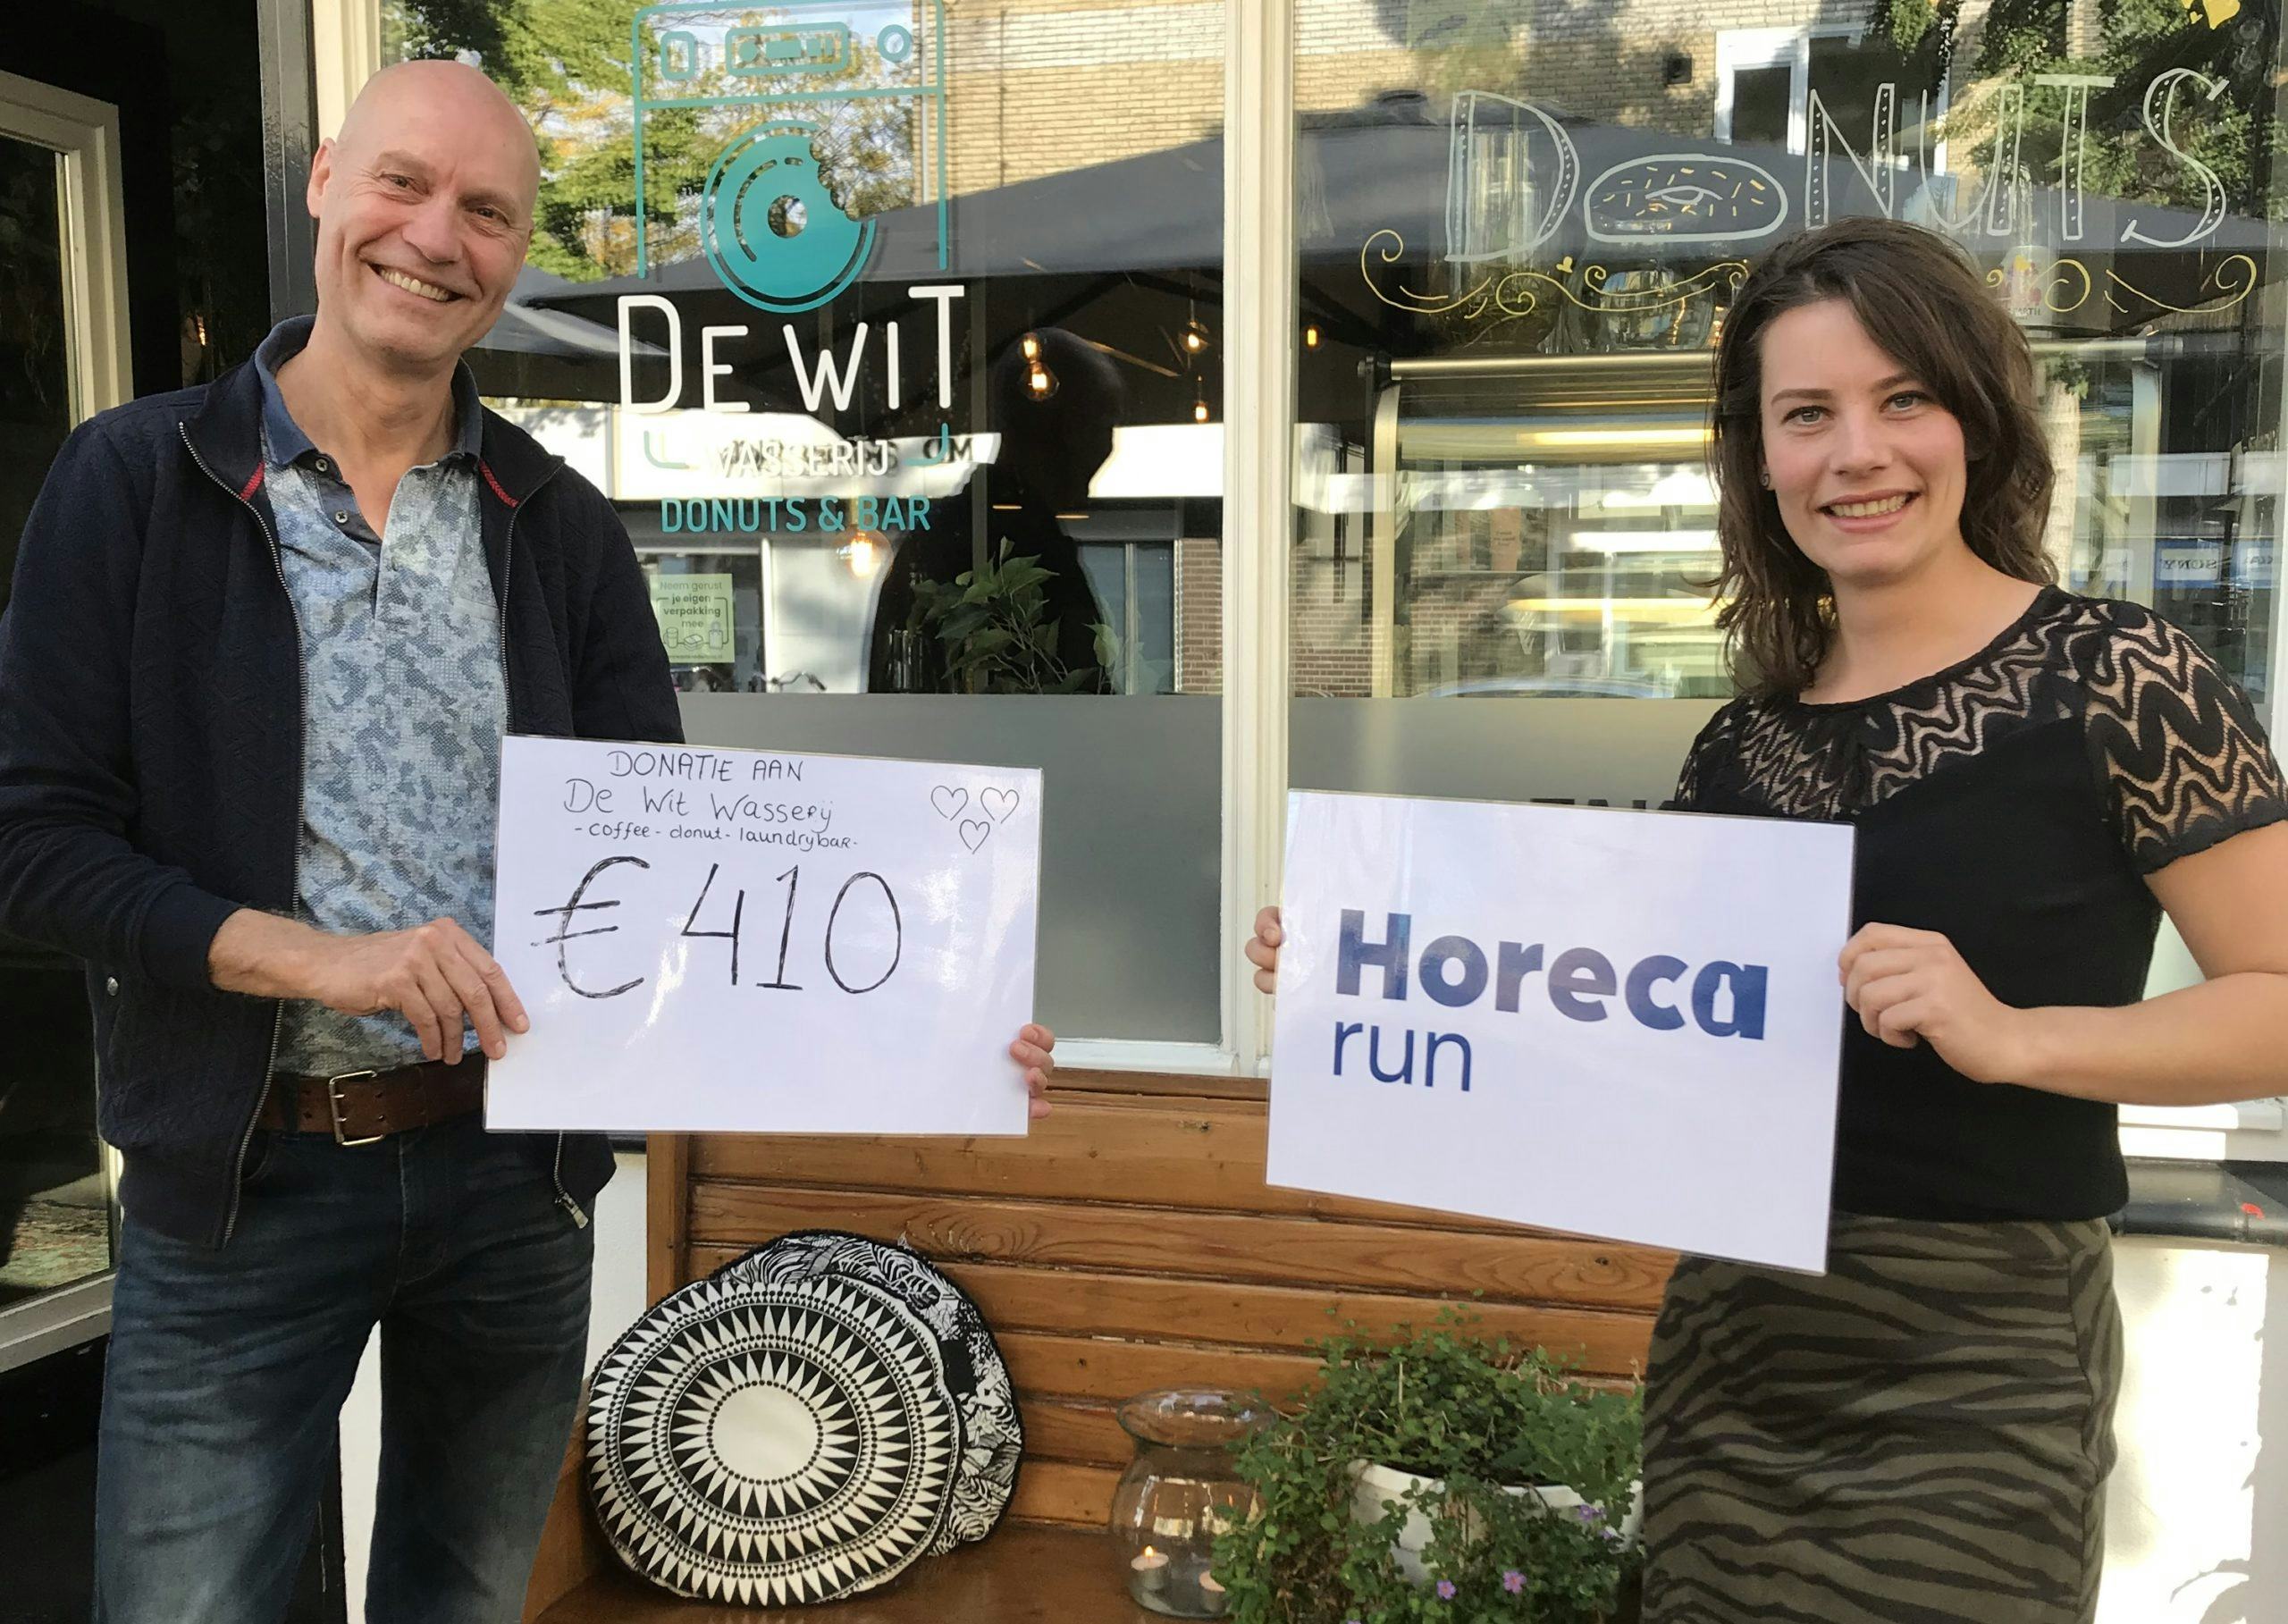 DE WIT
WASSERIJ
DONUTS & BAR
DONUTS
Neem gerust
je eigen
verpakking
mee
SONY
DONATIE AAN
De Wit Wasserij
- coffee - donut - laundrybar -
€ 410
Horeca
run